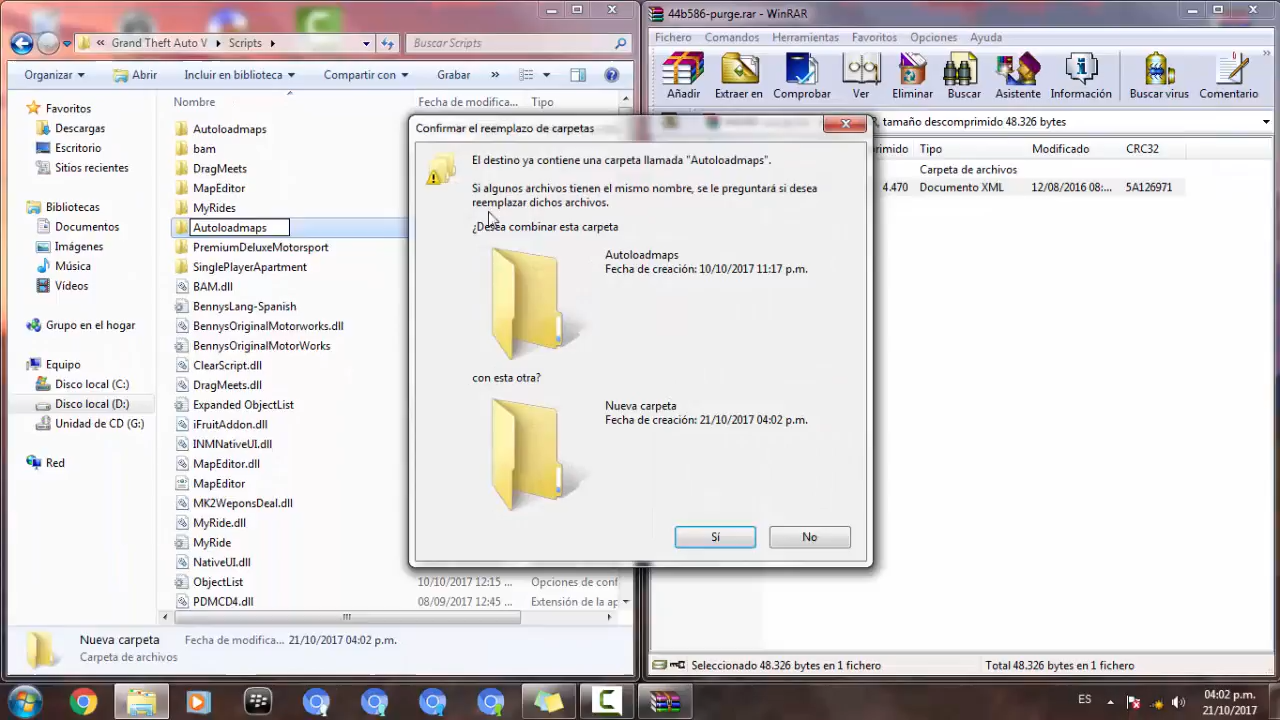 Grand Theft Auto V
Scripts
Buscar Scripts
Organizar
Abrir
Incluir en biblioteca
Compartir con
Grabar
»
Nombre
Fecha de modifica...
Tipo
Favoritos
Descargas
Escritorio
Sitios recientes
Bibliotecas
Documentos
Imágenes
Música
Vídeos
Grupo en el hogar
Equipo
Disco local (C:)
Disco local (D:)
Unidad de CD (G:)
Red
Autoloadmaps
bam
DragMeets
MapEditor
MyRides
Autoloadmaps
PremiumDeluxeMotorsport
SinglePlayerApartment
BAM.dll
BennysLang-Spanish
BennysOriginalMotorworks.dll
BennysOriginalMotorWorks
ClearScript.dll
DragMeets.dll
Expanded ObjectList
iFruitAddon.dll
INMNativeUI.dll
MapEditor.dll
MapEditor
MK2WeponsDeal.dll
MyRide.dll
MyRide
NativeUI.dll
ObjectList 10/10/2017 12:15 ... Opciones de conf
PDMCD4.dll 08/09/2017 12:45 ... Extensión de la ap
Nueva carpeta Fecha de modifica... 21/10/2017 04:02 p.m.
Carpeta de archivos
Confirmar el reemplazo de carpetas
El destino ya contiene una carpeta llamada "Autoloadmaps".
Si algunos archivos tienen el mismo nombre, se le preguntará si desea
reemplazar dichos archivos.
¿Desea combinar esta carpeta
Autoloadmaps
Fecha de creación: 10/10/2017 11:17 p.m.
con esta otra?
Nueva carpeta
Fecha de creación: 21/10/2017 04:02 p.m.
Sí
No
44b586-purge.rar - WinRAR
Fichero Comandos Herramientas Favoritos Opciones Ayuda
Añadir Extraer en Comprobar Ver Eliminar Buscar Asistente Información Buscar virus Comentario
tamaño descomprimido 48.326 bytes
Tipo Modificado CRC32
Carpeta de archivos
4.470 Documento XML 12/08/2016 08:... 5A126971
Seleccionado 48.326 bytes en 1 fichero
Total 48.326 bytes en 1 fichero
ES
04:02 p.m.
21/10/2017